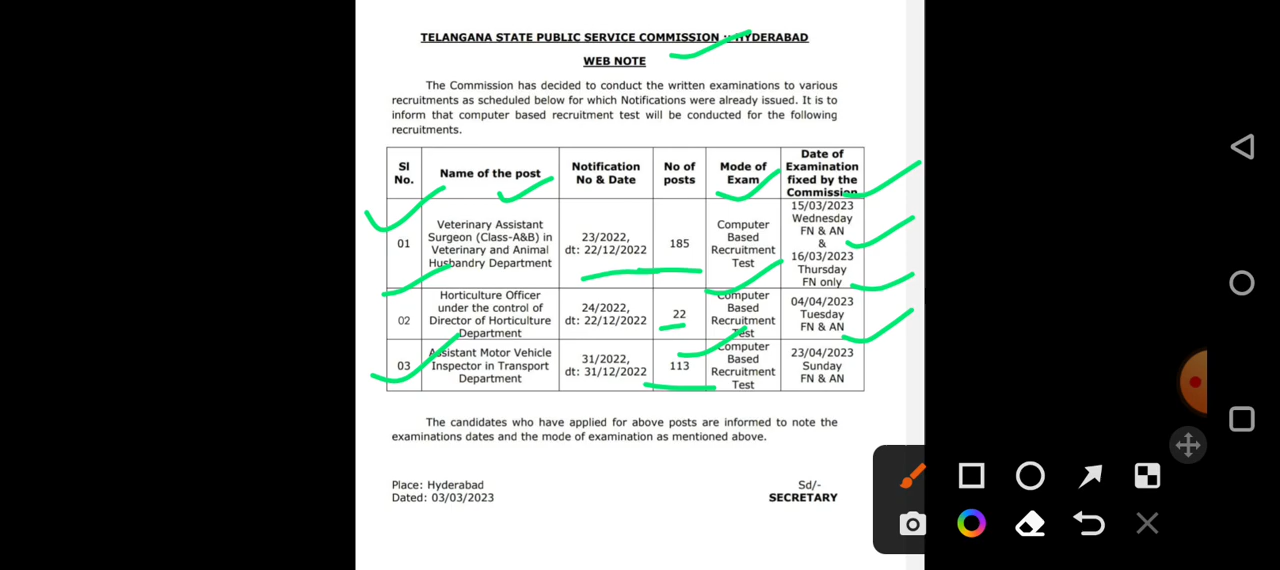 TELANGANA STATE PUBLIC SERVICE COMMISSION :: HYDERABAD
WEB NOTE
The Commission has decided to conduct the written examinations to various
recruitments as scheduled below for which Notifications were already issued. It is to
inform that computer based recruitment test will be conducted for the following
recruitments.
Sl
No.
Name of the post
Notification
No & Date
No of
posts
Mode of
Exam
Date of
Examination
fixed by the
Commission
01
Veterinary Assistant
Surgeon (Class-A&B) in
Veterinary and Animal
Husbandry Department
23/2022,
dt: 22/12/2022
185
Computer
Based
Recruitment
Test
15/03/2023
Wednesday
FN & AN
&
16/03/2023
Thursday
FN only
02
Horticulture Officer
under the control of
Director of Horticulture
Department
24/2022,
dt: 22/12/2022
22
Computer
Based
Recruitment
Test
04/04/2023
Tuesday
FN & AN
03
Assistant Motor Vehicle
Inspector in Transport
Department
31/2022,
dt: 31/12/2022
113
Computer
Based
Recruitment
Test
23/04/2023
Sunday
FN & AN
The candidates who have applied for above posts are informed to note the
examinations dates and the mode of examination as mentioned above.
Place: Hyderabad
Dated: 03/03/2023
Sd/-
SECRETARY